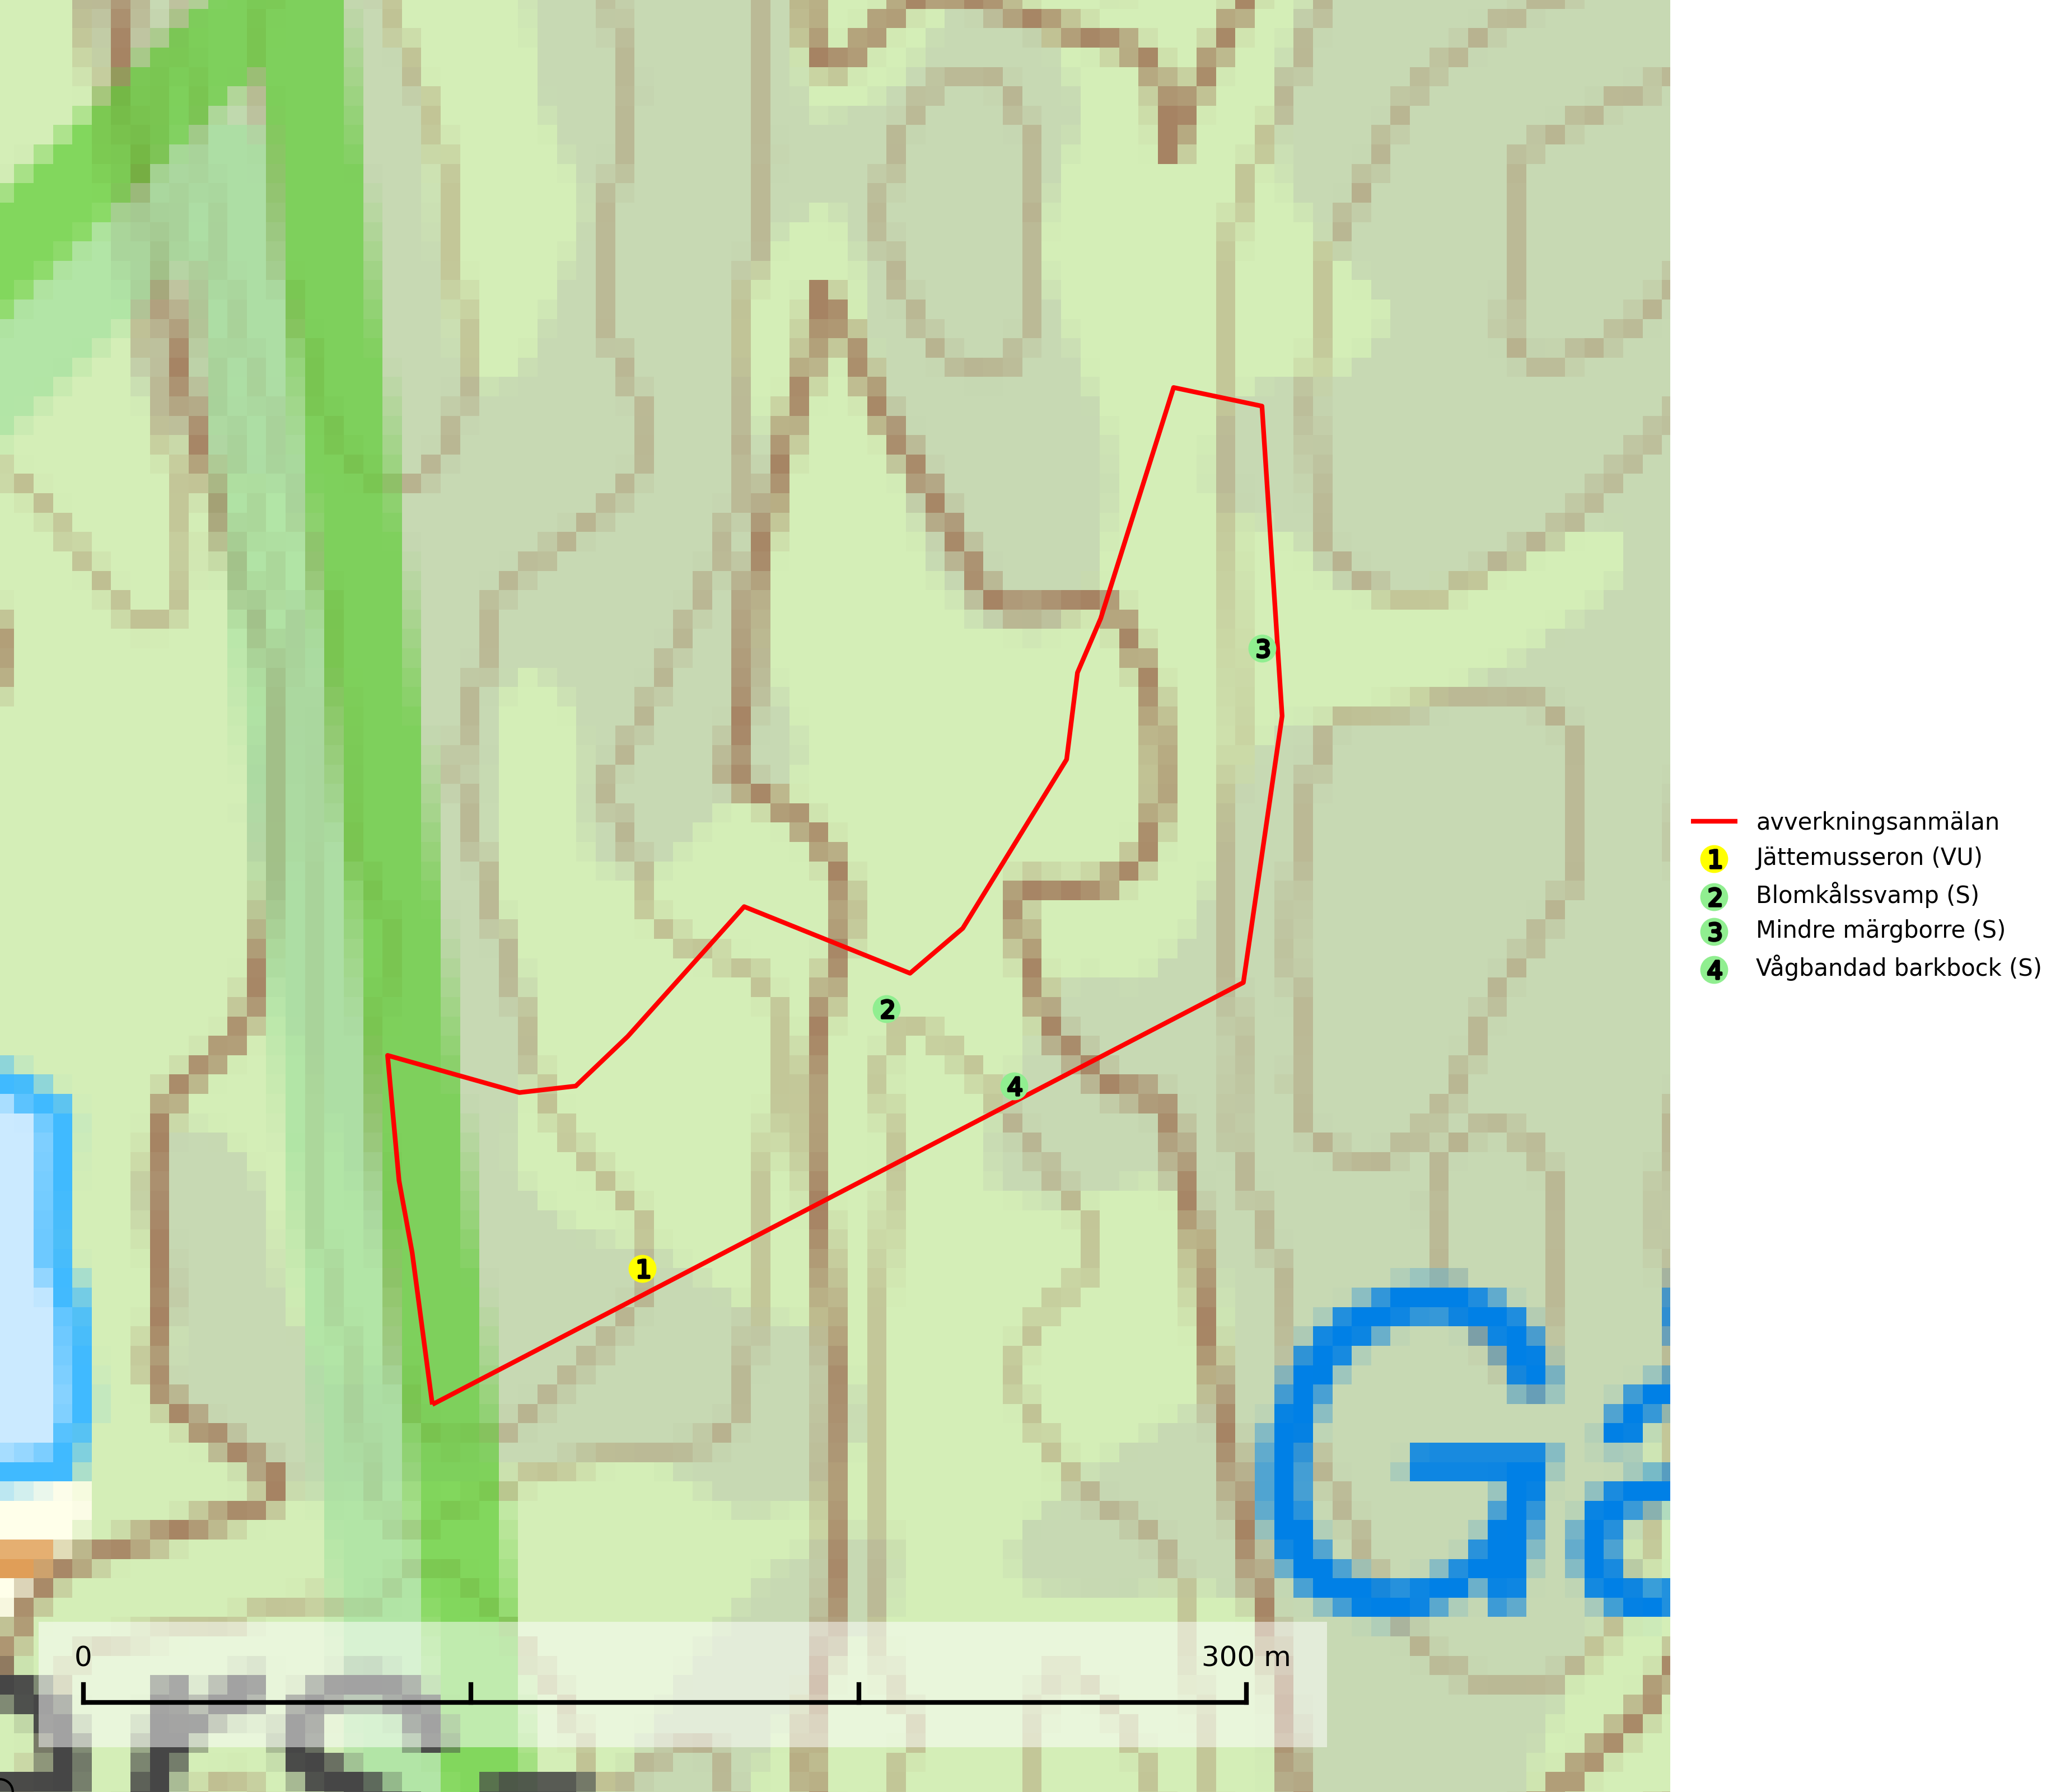 3
2
4
1
avverkningsanmälan
1 Jättemusseron (VU)
2 Blomkålssvamp (S)
3 Mindre märgborre (S)
4 Vågbandad barkbock (S)
G
0 300 m